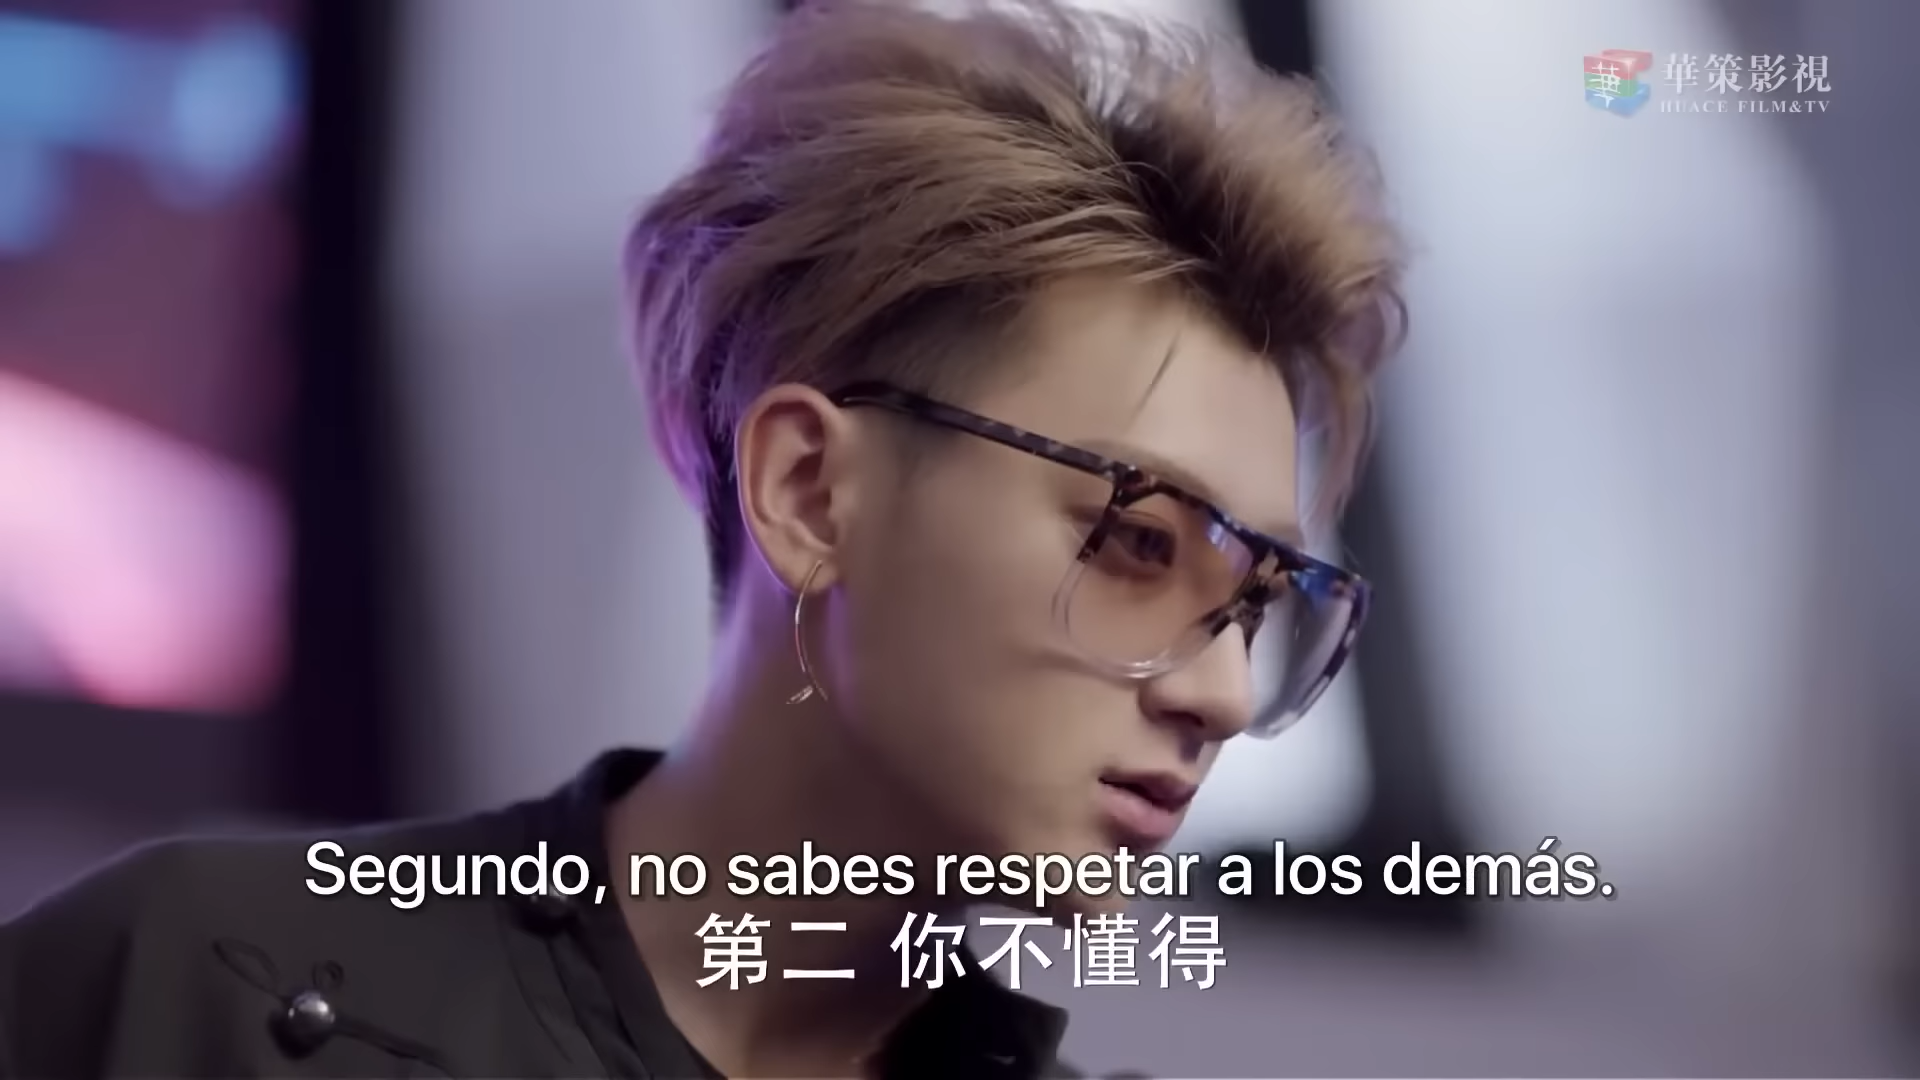 華 華策影視
HUACE FILM&TV
Segundo, no sabes respetar a los demás.
第二 你不懂得